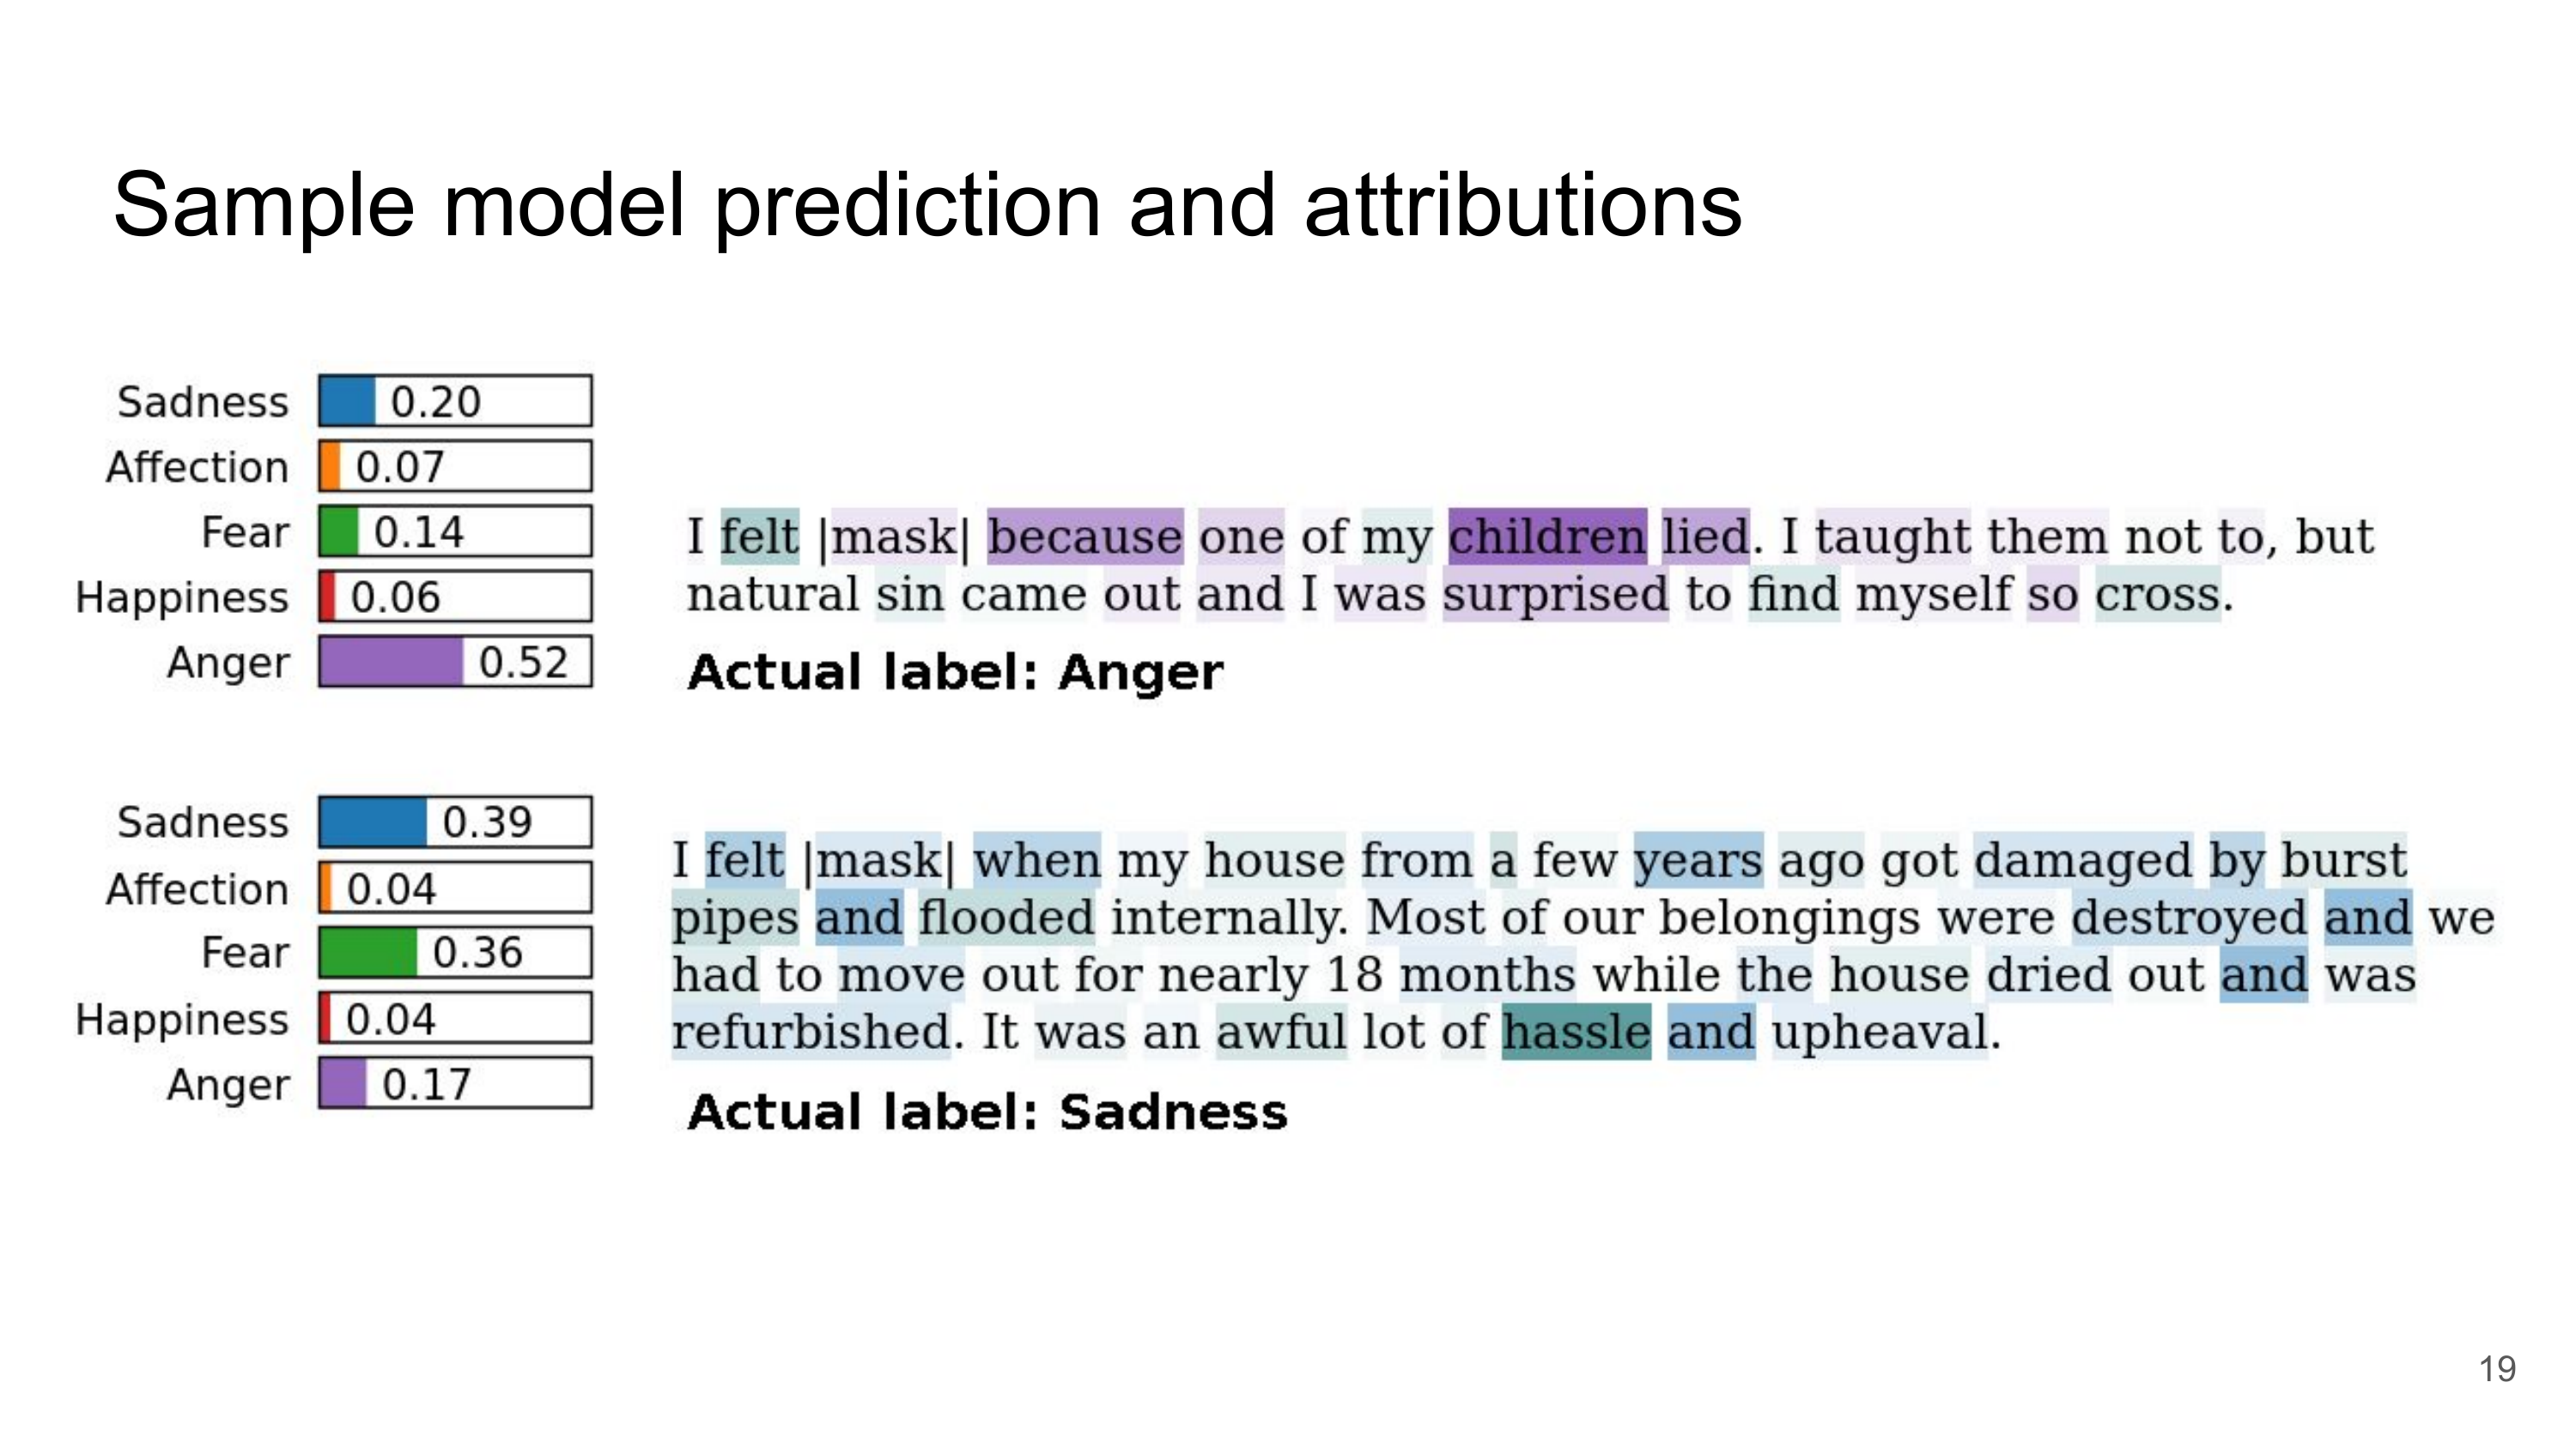 Sample model prediction and attributions
Sadness 0.20
Affection 0.07
Fear 0.14
Happiness 0.06
Anger 0.52
I felt |mask| because one of my children lied. I taught them not to, but
natural sin came out and I was surprised to find myself so cross.
Actual label: Anger
Sadness 0.39
Affection 0.04
Fear 0.36
Happiness 0.04
Anger 0.17
I felt |mask| when my house from a few years ago got damaged by burst
pipes and flooded internally. Most of our belongings were destroyed and we
had to move out for nearly 18 months while the house dried out and was
refurbished. It was an awful lot of hassle and upheaval.
Actual label: Sadness
19